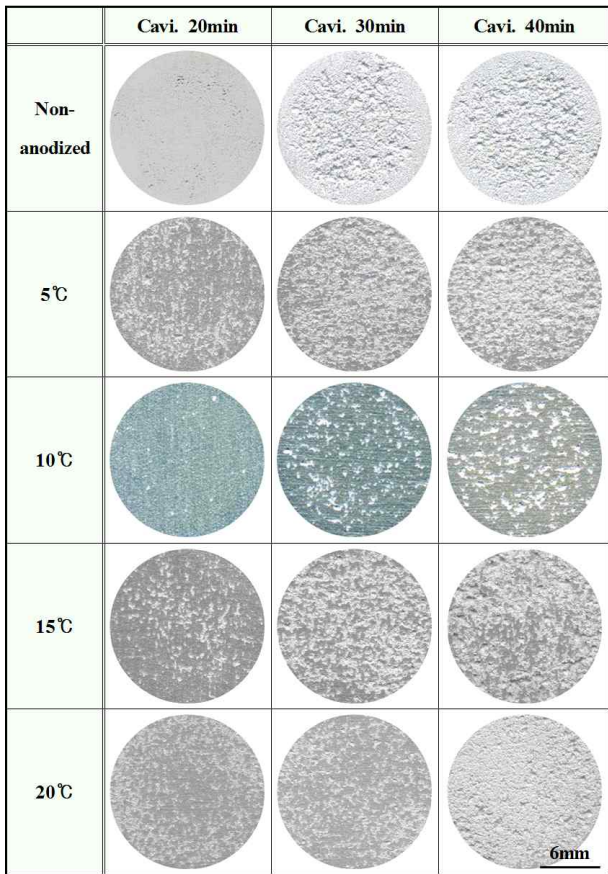 Cavi. 20min
Cavi. 30min
Cavi. 40min
Non-
anodized
5℃
10℃
15℃
20℃
6mm